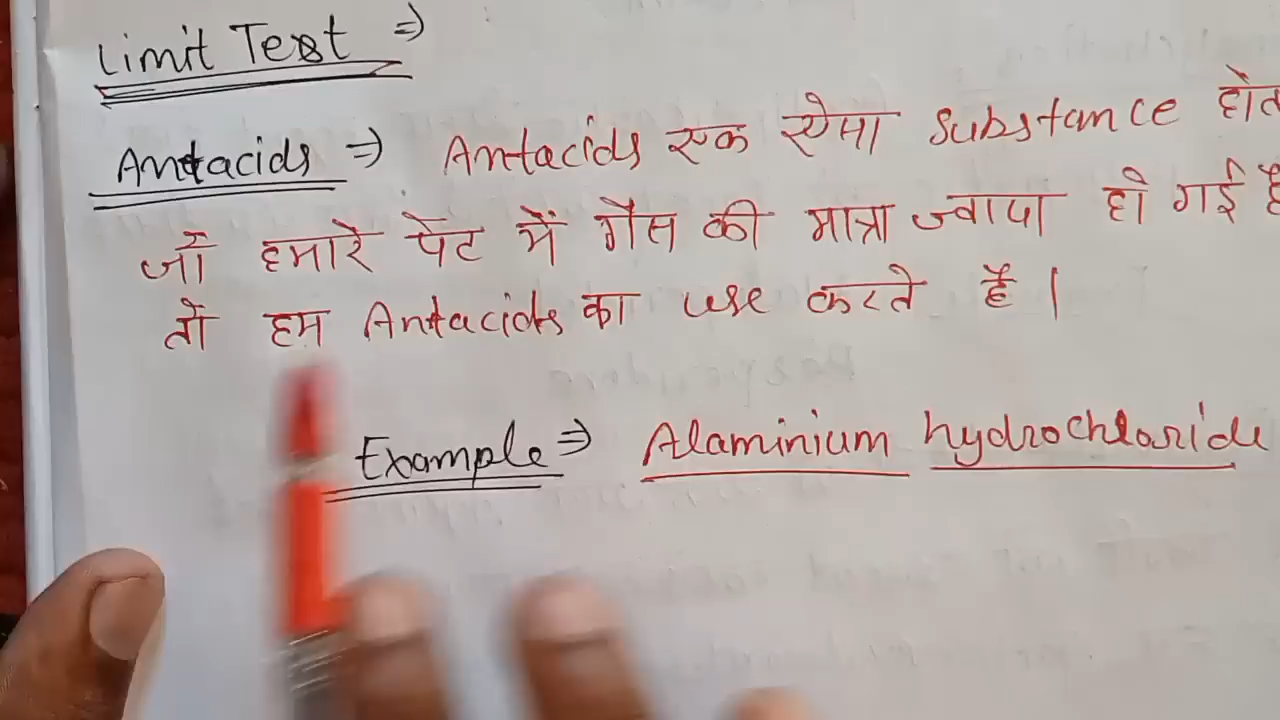 Limit Test ⇒
Antacids ⇒ Antacids एक ऐसा substance होत
जो हमारे पेट में गैस की मात्रा ज्यादा हो गई है
तो हम Antacids का use करते हैं।
Example ⇒ Alaminium hydrochloride